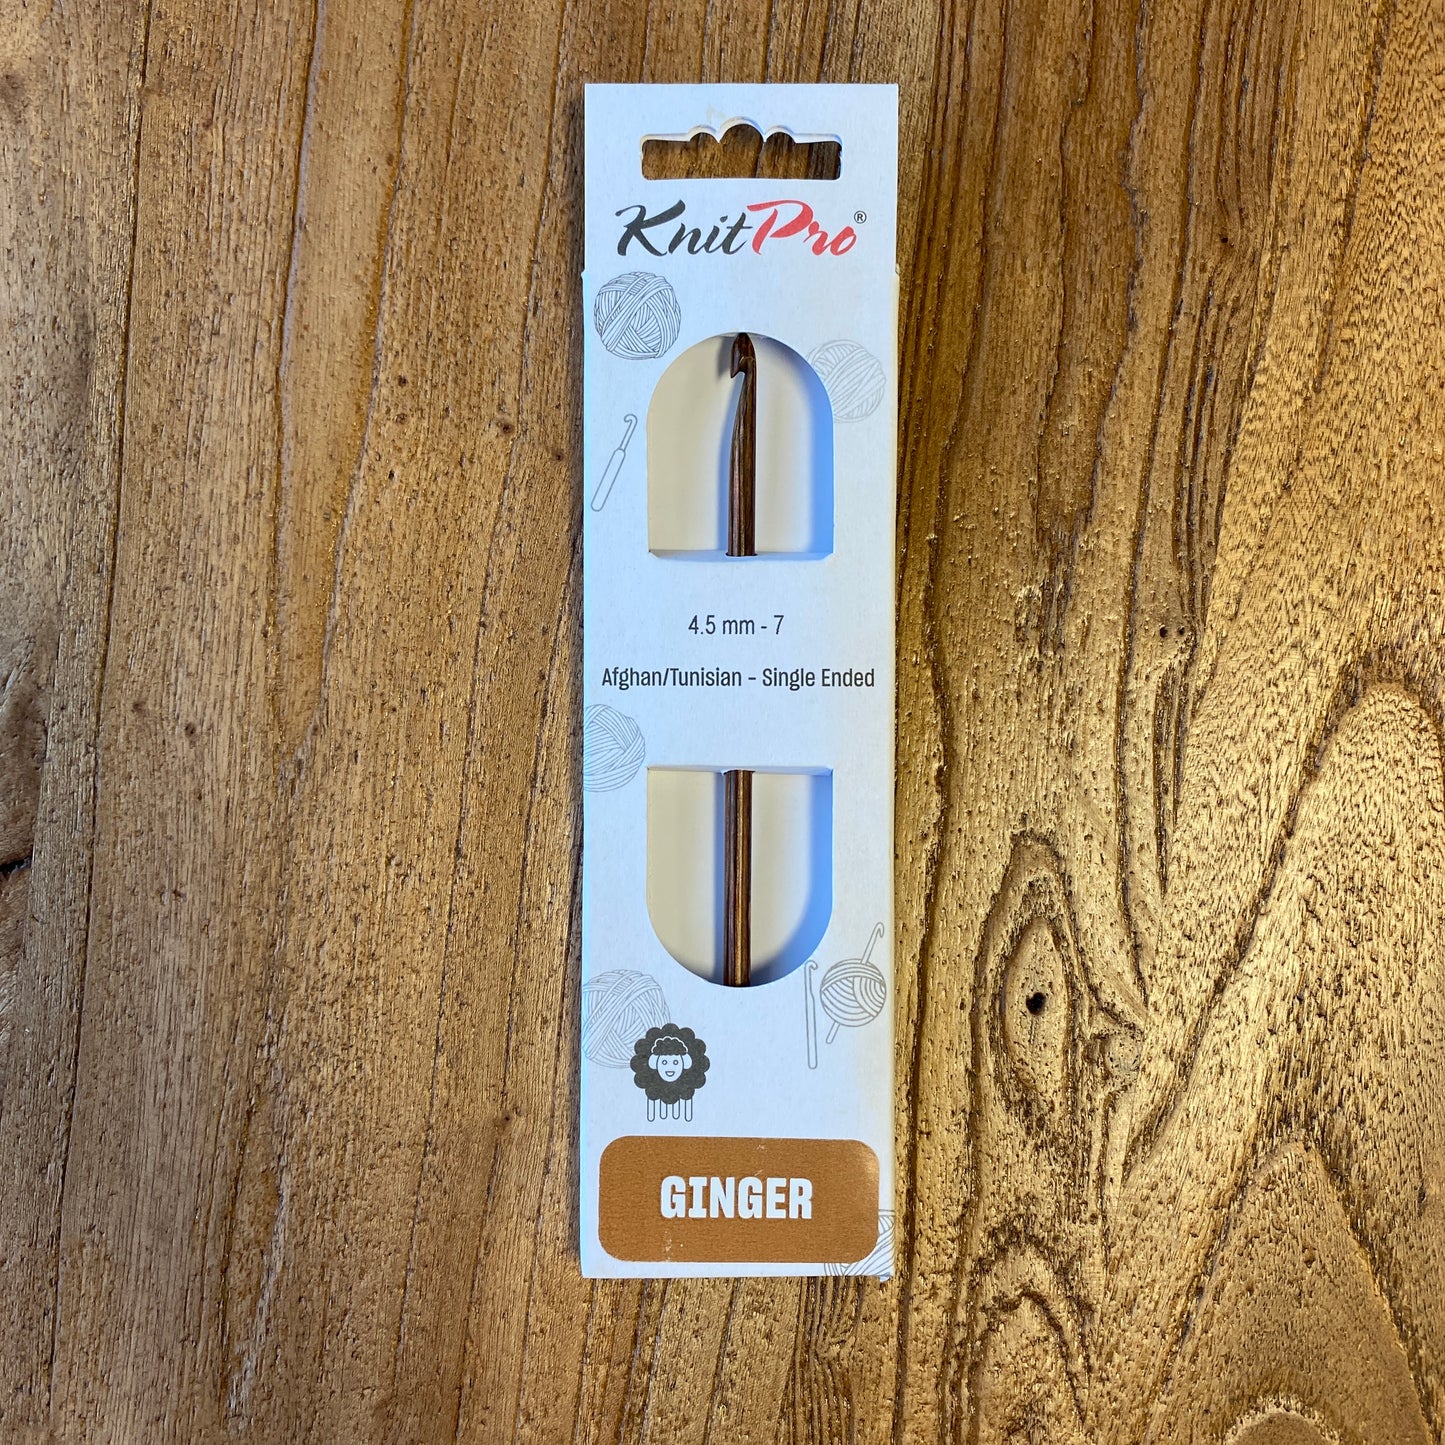 KnitPro®
4.5 mm - 7
Afghan/Tunisian - Single Ended
GINGER